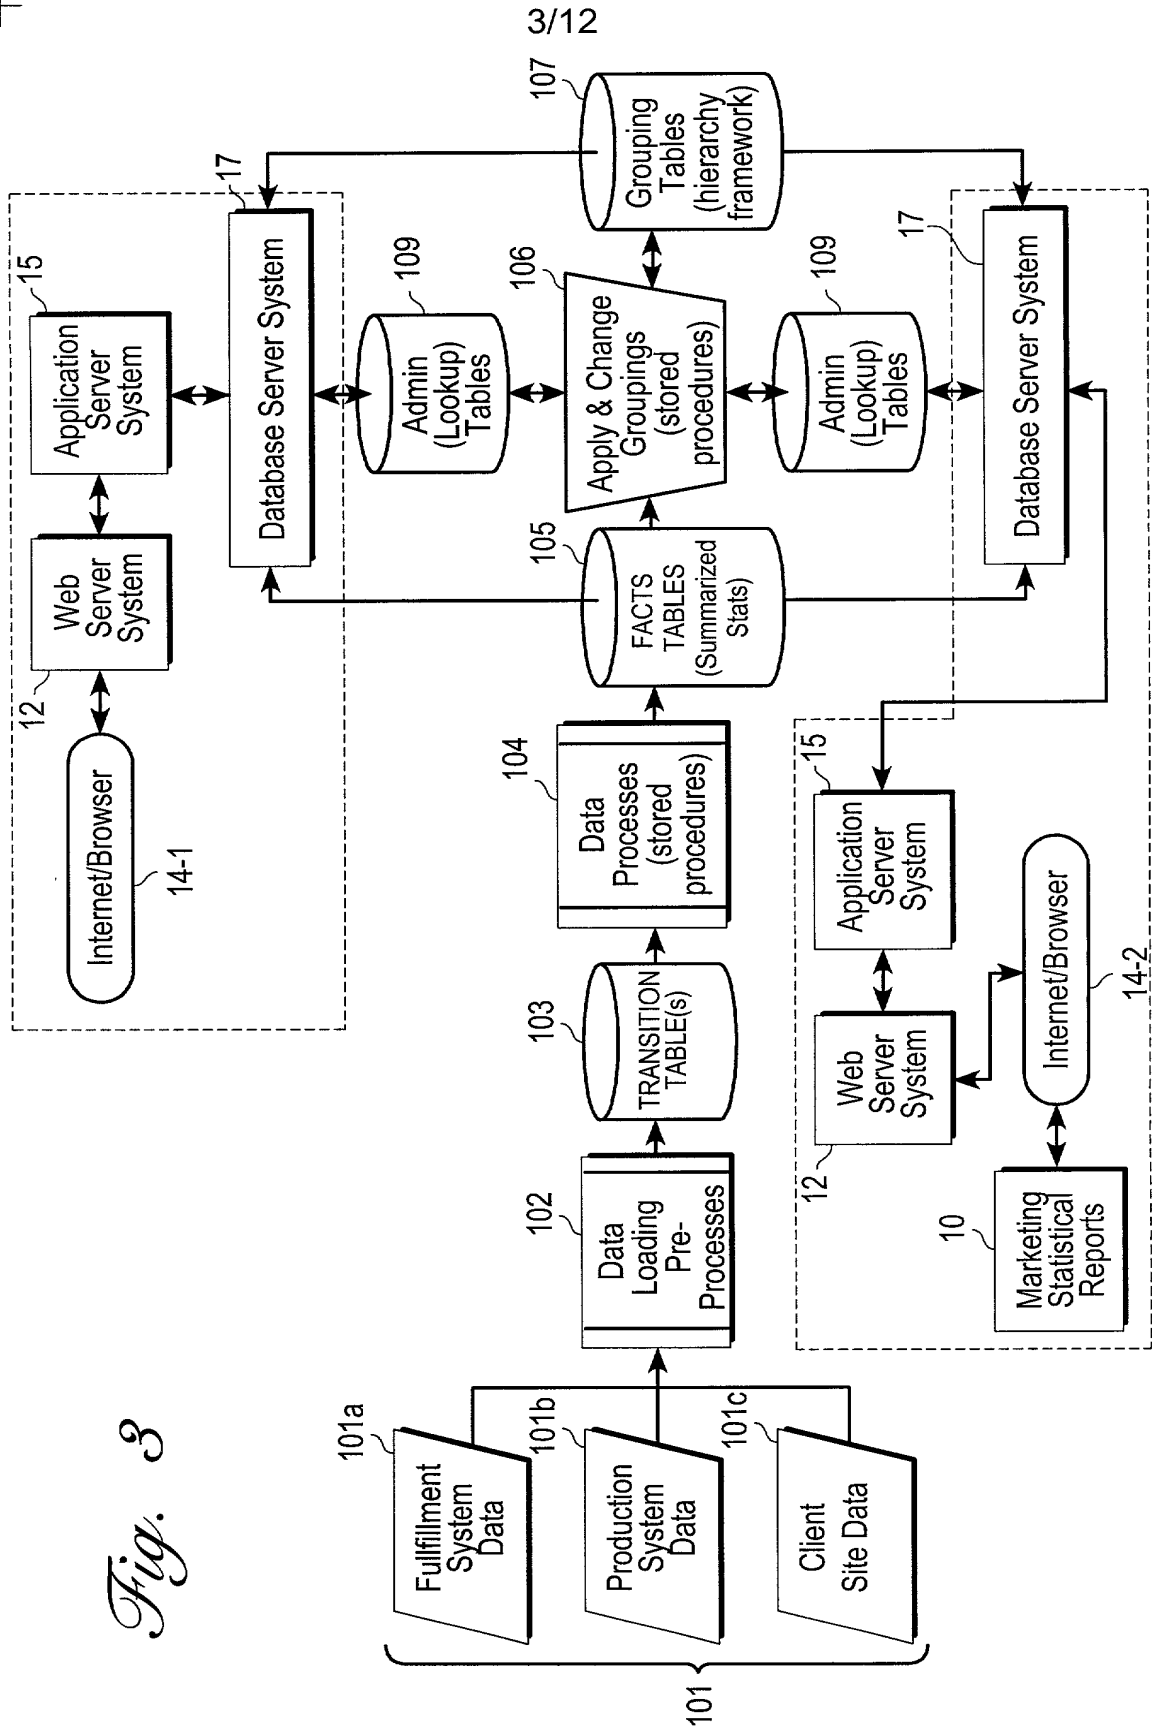 3/12
Fig. 3
101
101a
Fullfillment
System
Data
101b
Production
System
Data
101c
Client
Site Data
102
Data
Loading
Pre-
Processes
103
TRANSITION
TABLE(s)
104
Data
Processes
(stored
procedures)
105
FACTS
TABLES
(Summarized
Stats)
106
Apply & Change
Groupings
(stored
procedures)
107
Grouping
Tables
(hierarchy
framework)
109
Admin
(Lookup)
Tables
109
Admin
(Lookup)
Tables
Internet/Browser
14-1
12
Web
Server
System
15
Application
Server
System
17
Database Server System
17
Database Server System
15
Application
Server
System
12
Web
Server
System
Internet/Browser
14-2
10
Marketing
Statistical
Reports